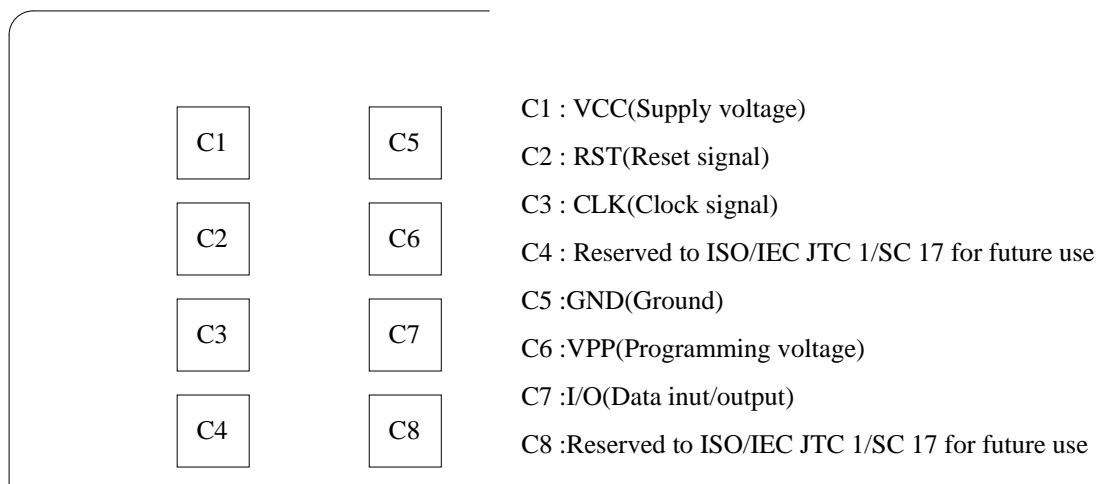 C1
C5
C2
C6
C3
C7
C4
C8
C1 : VCC(Supply voltage)
C2 : RST(Reset signal)
C3 : CLK(Clock signal)
C4 : Reserved to ISO/IEC JTC 1/SC 17 for future use
C5 :GND(Ground)
C6 :VPP(Programming voltage)
C7 :I/O(Data inut/output)
C8 :Reserved to ISO/IEC JTC 1/SC 17 for future use